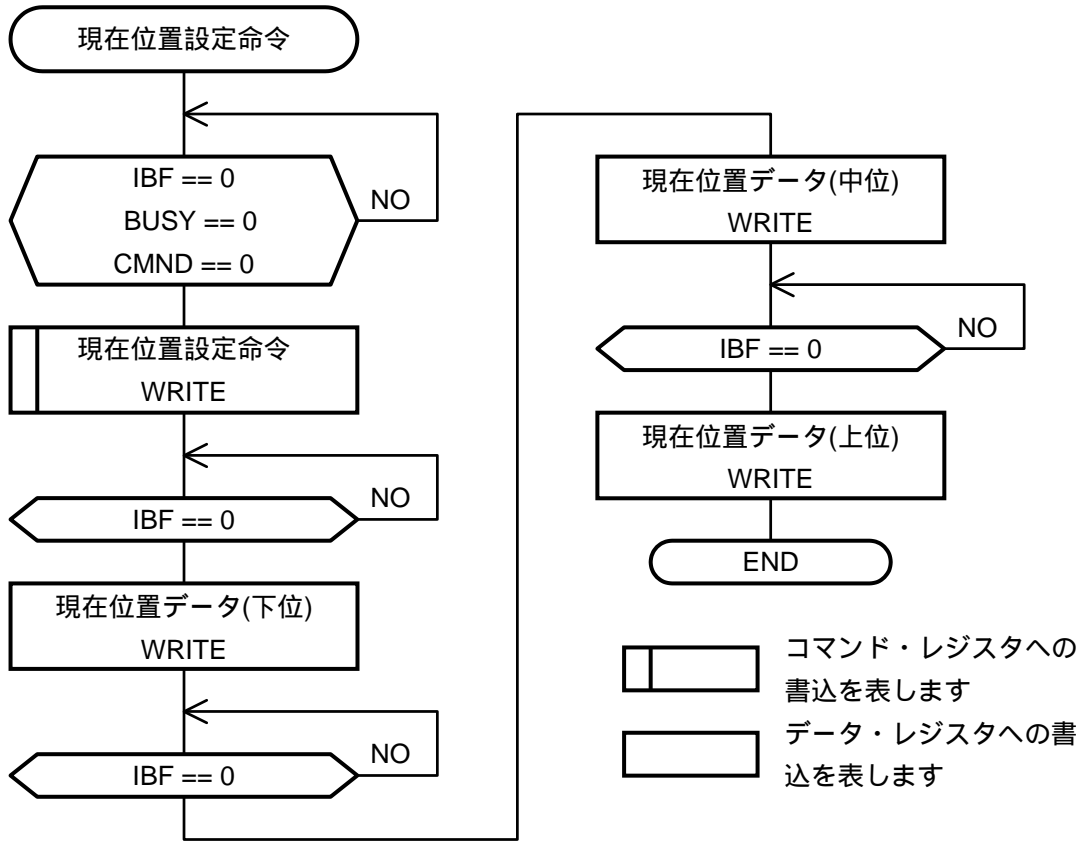 現在位置設定命令
IBF == 0
BUSY == 0
CMND == 0
NO
現在位置設定命令
WRITE
NO
IBF == 0
現在位置データ(下位)
WRITE
NO
IBF == 0
現在位置データ(中位)
WRITE
NO
IBF == 0
現在位置データ(上位)
WRITE
END
コマンド・レジスタへの
書込を表します
データ・レジスタへの書
込を表します